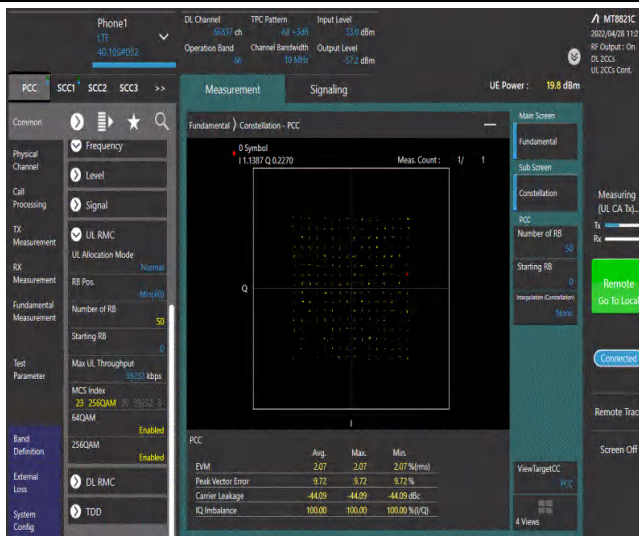 Phone1
LTE
40.105#052
DL Channel
66837 ch
TPC Pattern
All +3dB
Input Level
33.0 dBm
Operation Band
66
Channel Bandwidth
10 MHz
Output Level
-57.2 dBm
MT8821C
2022/04/28 11:2
RF Output : On
DL 2CCs
UL 2CCs Cont.
PCC
SCC1
SCC2
SCC3
>>
Measurement
Signaling
UE Power : 19.8 dBm
Common
Physical
Channel
Call
Processing
TX
Measurement
RX
Measurement
Fundamental
Measurement
Test
Parameter
Band
Definition
External
Loss
System
Config
Frequency
Level
Signal
UL RMC
UL Allocation Mode
Normal
RB Pos.
Min(#0)
Number of RB
50
Starting RB
0
Max UL Throughput
39232 kbps
MCS Index
23 256QAM 30 39232 8
64QAM
Enabled
256QAM
Enabled
DL RMC
TDD
Fundamental ) Constellation - PCC
0 Symbol
I 1.1387 Q 0.2270
Meas. Count : 1/ 1
Q
I
PCC
Avg. Max. Min.
EVM 2.07 2.07 2.07 %(rms)
Peak Vector Error 9.72 9.72 9.72 %
Carrier Leakage -44.09 -44.09 -44.09 dBc
IQ Imbalance 100.00 100.00 100.00 %(I/Q)
Main Screen
Fundamental
Sub Screen
Constellation
PCC
Number of RB
50
Starting RB
0
Interpolation (Constellation)
None
ViewTargetCC
PCC
4 Views
Measuring
(UL CA Tx)...
Tx
Rx
Remote
Go To Local
Connected
Remote Trac
Screen Off